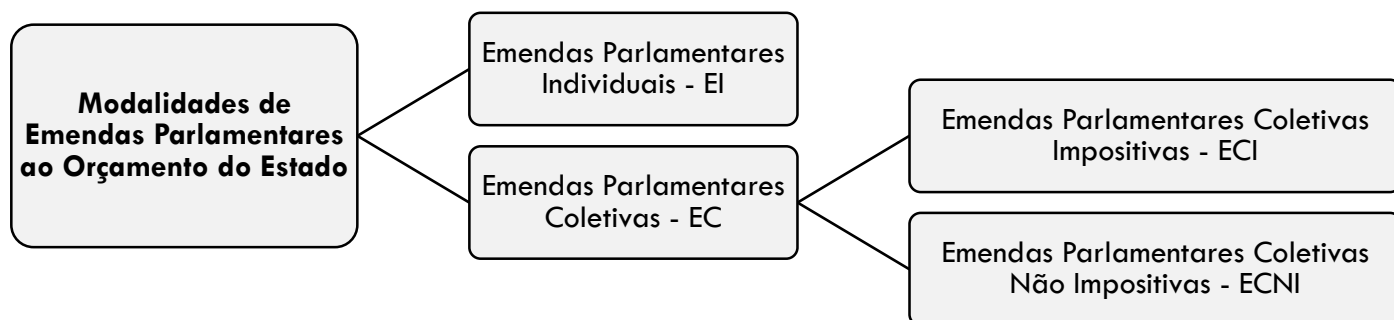 Modalidades de
Emendas Parlamentares
ao Orçamento do Estado
Emendas Parlamentares
Individuais - EI
Emendas Parlamentares
Coletivas - EC
Emendas Parlamentares Coletivas
Impositivas - ECI
Emendas Parlamentares Coletivas
Não Impositivas - ECNI